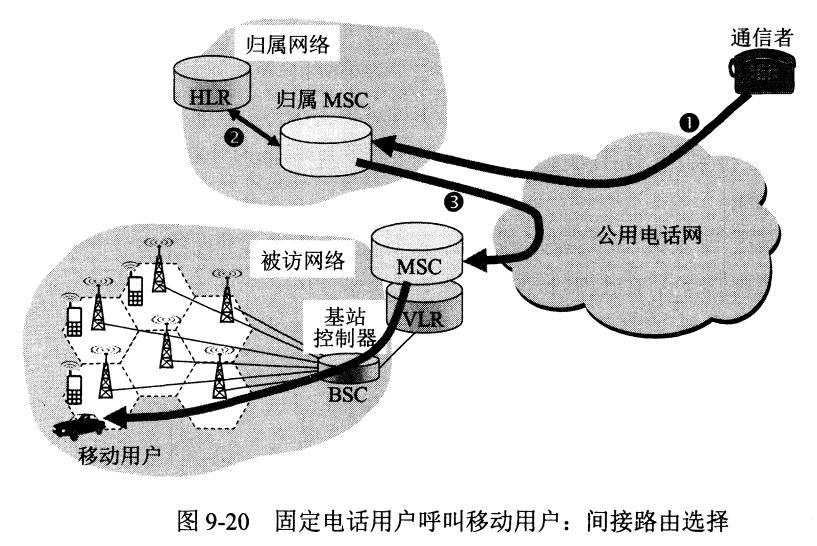 归属网络
通信者
HLR
归属 MSC
❶
❷
❸
公用电话网
被访网络
MSC
基站
控制器
VLR
BSC
移动用户
图 9-20 固定电话用户呼叫移动用户：间接路由选择